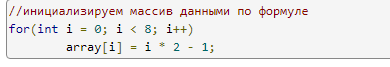 //инициализируем массив данными по формуле
for(int i = 0; i < 8; i++)
        array[i] = i * 2 - 1;